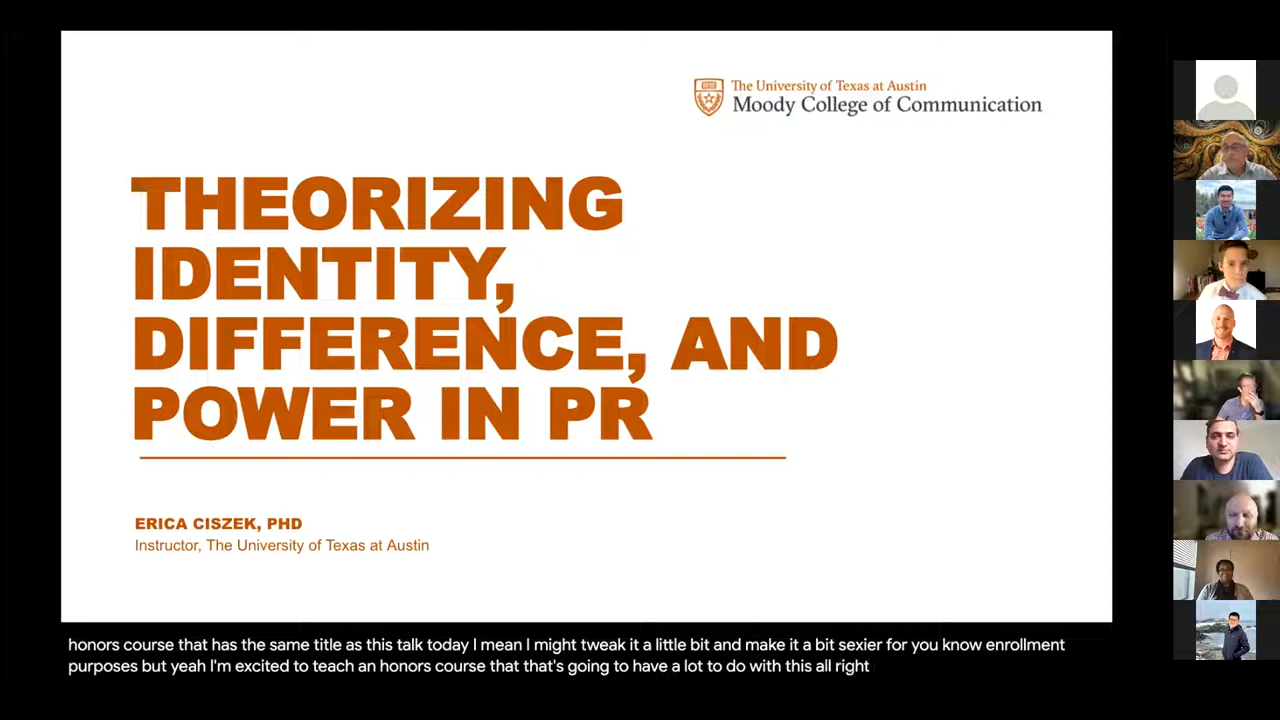 The University of Texas at Austin
Moody College of Communication
THEORIZING
IDENTITY,
DIFFERENCE, AND
POWER IN PR
ERICA CISZEK, PHD
Instructor, The University of Texas at Austin
honors course that has the same title as this talk today I mean I might tweak it a little bit and make it a bit sexier for you know enrollment
purposes but yeah I'm excited to teach an honors course that that's going to have a lot to do with this all right